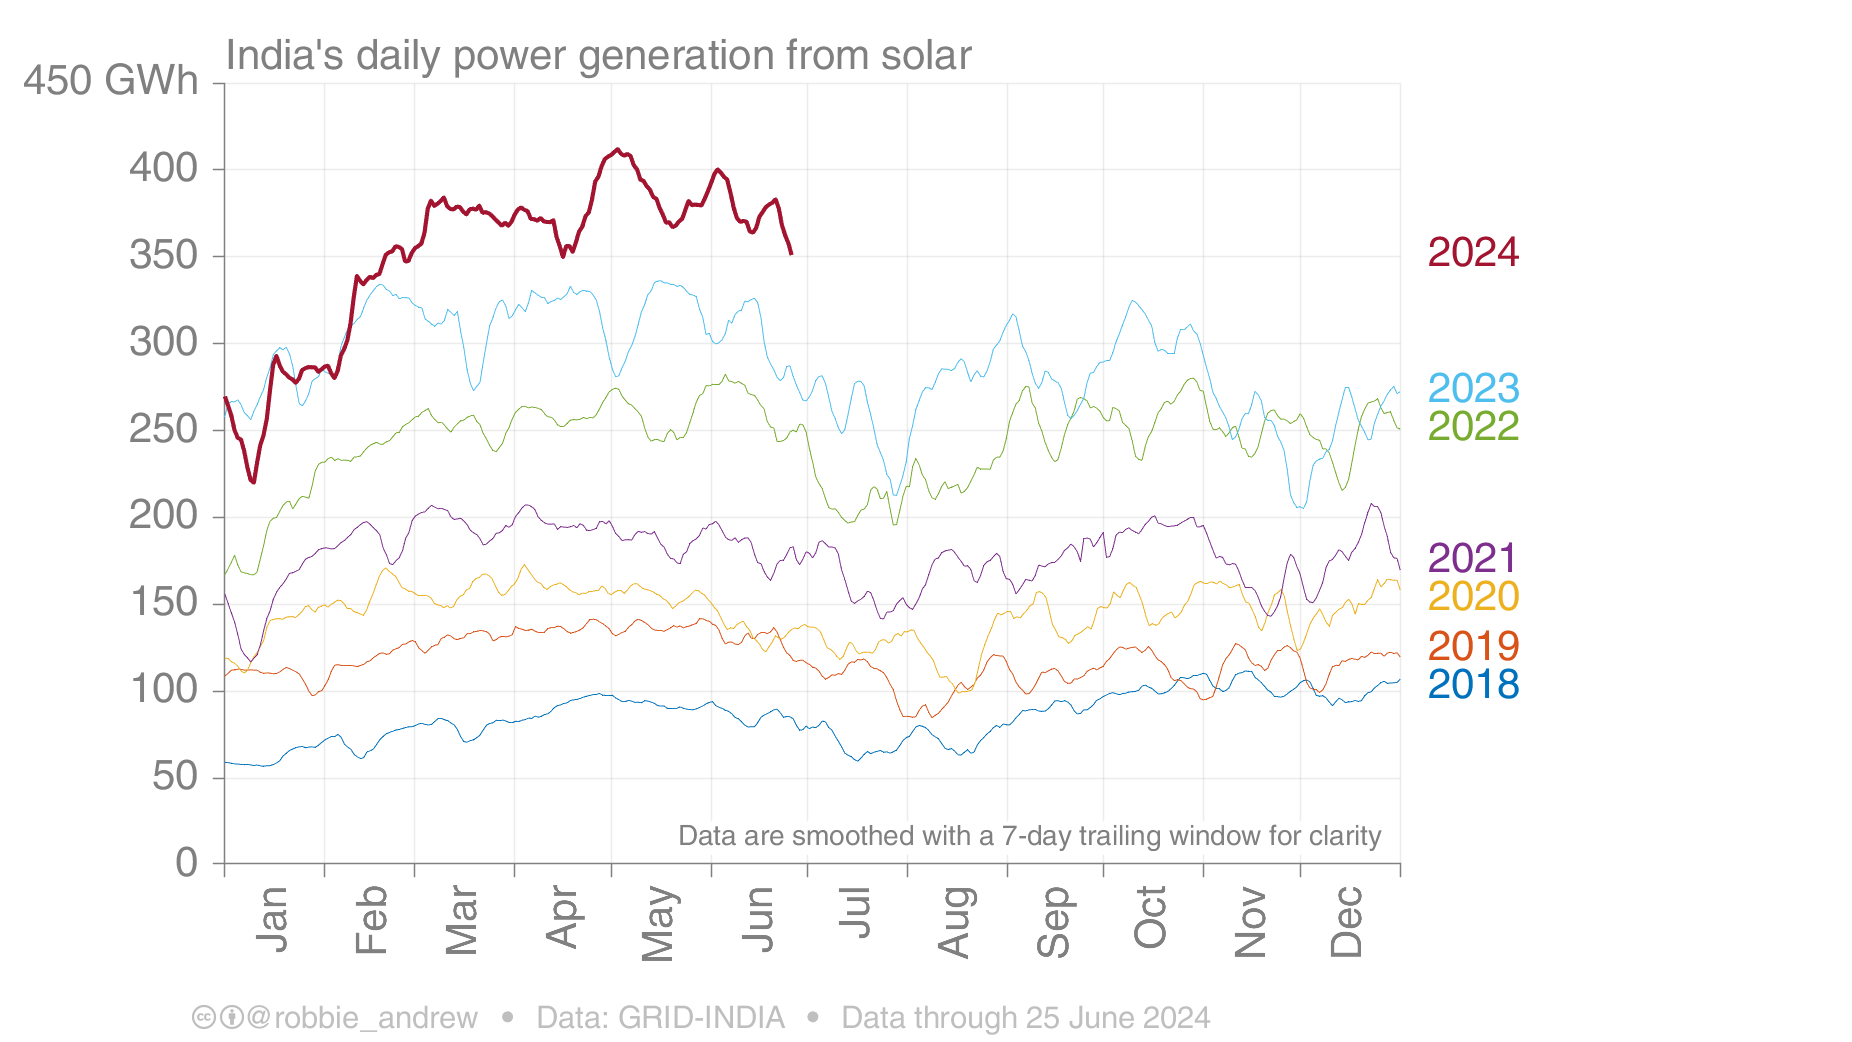 India's daily power generation from solar
450 GWh
400
350
300
250
200
150
100
50
0
2024
2023
2022
2021
2020
2019
2018
Data are smoothed with a 7-day trailing window for clarity
Jan
Feb
Mar
Apr
May
Jun
Jul
Aug
Sep
Oct
Nov
Dec
@robbie_andrew • Data: GRID-INDIA • Data through 25 June 2024